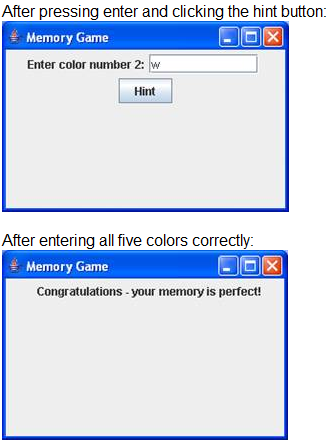 After pressing enter and clicking the hint button:
Memory Game
Enter color number 2: w
Hint
After entering all five colors correctly:
Memory Game
Congratulations - your memory is perfect!